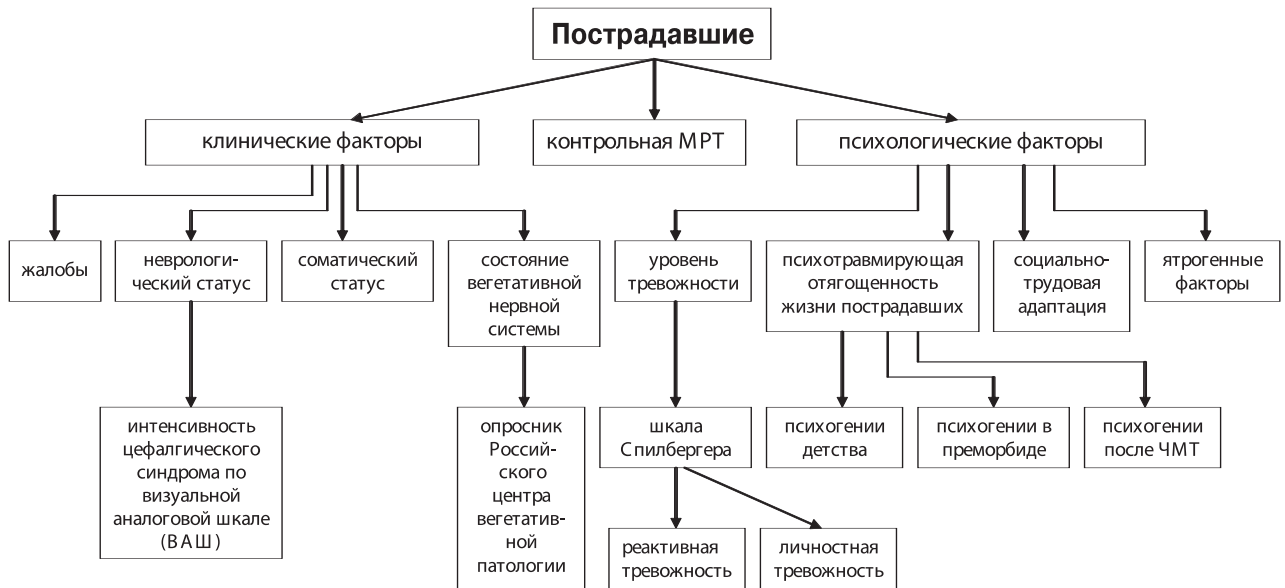 Пострадавшие
клинические факторы
контрольная МРТ
психологические факторы
жалобы
неврологи-
ческий статус
соматический
статус
состояние
вегетативной
нервной
системы
уровень
тревожности
психотравмирующая
отягощенность
жизни пострадавших
социально-
трудовая
адаптация
ятрогенные
факторы
интенсивность
цефалгического
синдрома по
визуальной
аналоговой шкале
(ВАШ)
опросник
Россий-
ского
центра
вегетатив-
ной
патологии
шкала
Спилбергера
психогении
детства
психогении в
преморбиде
психогении
после ЧМТ
реактивная
тревожность
личностная
тревожность